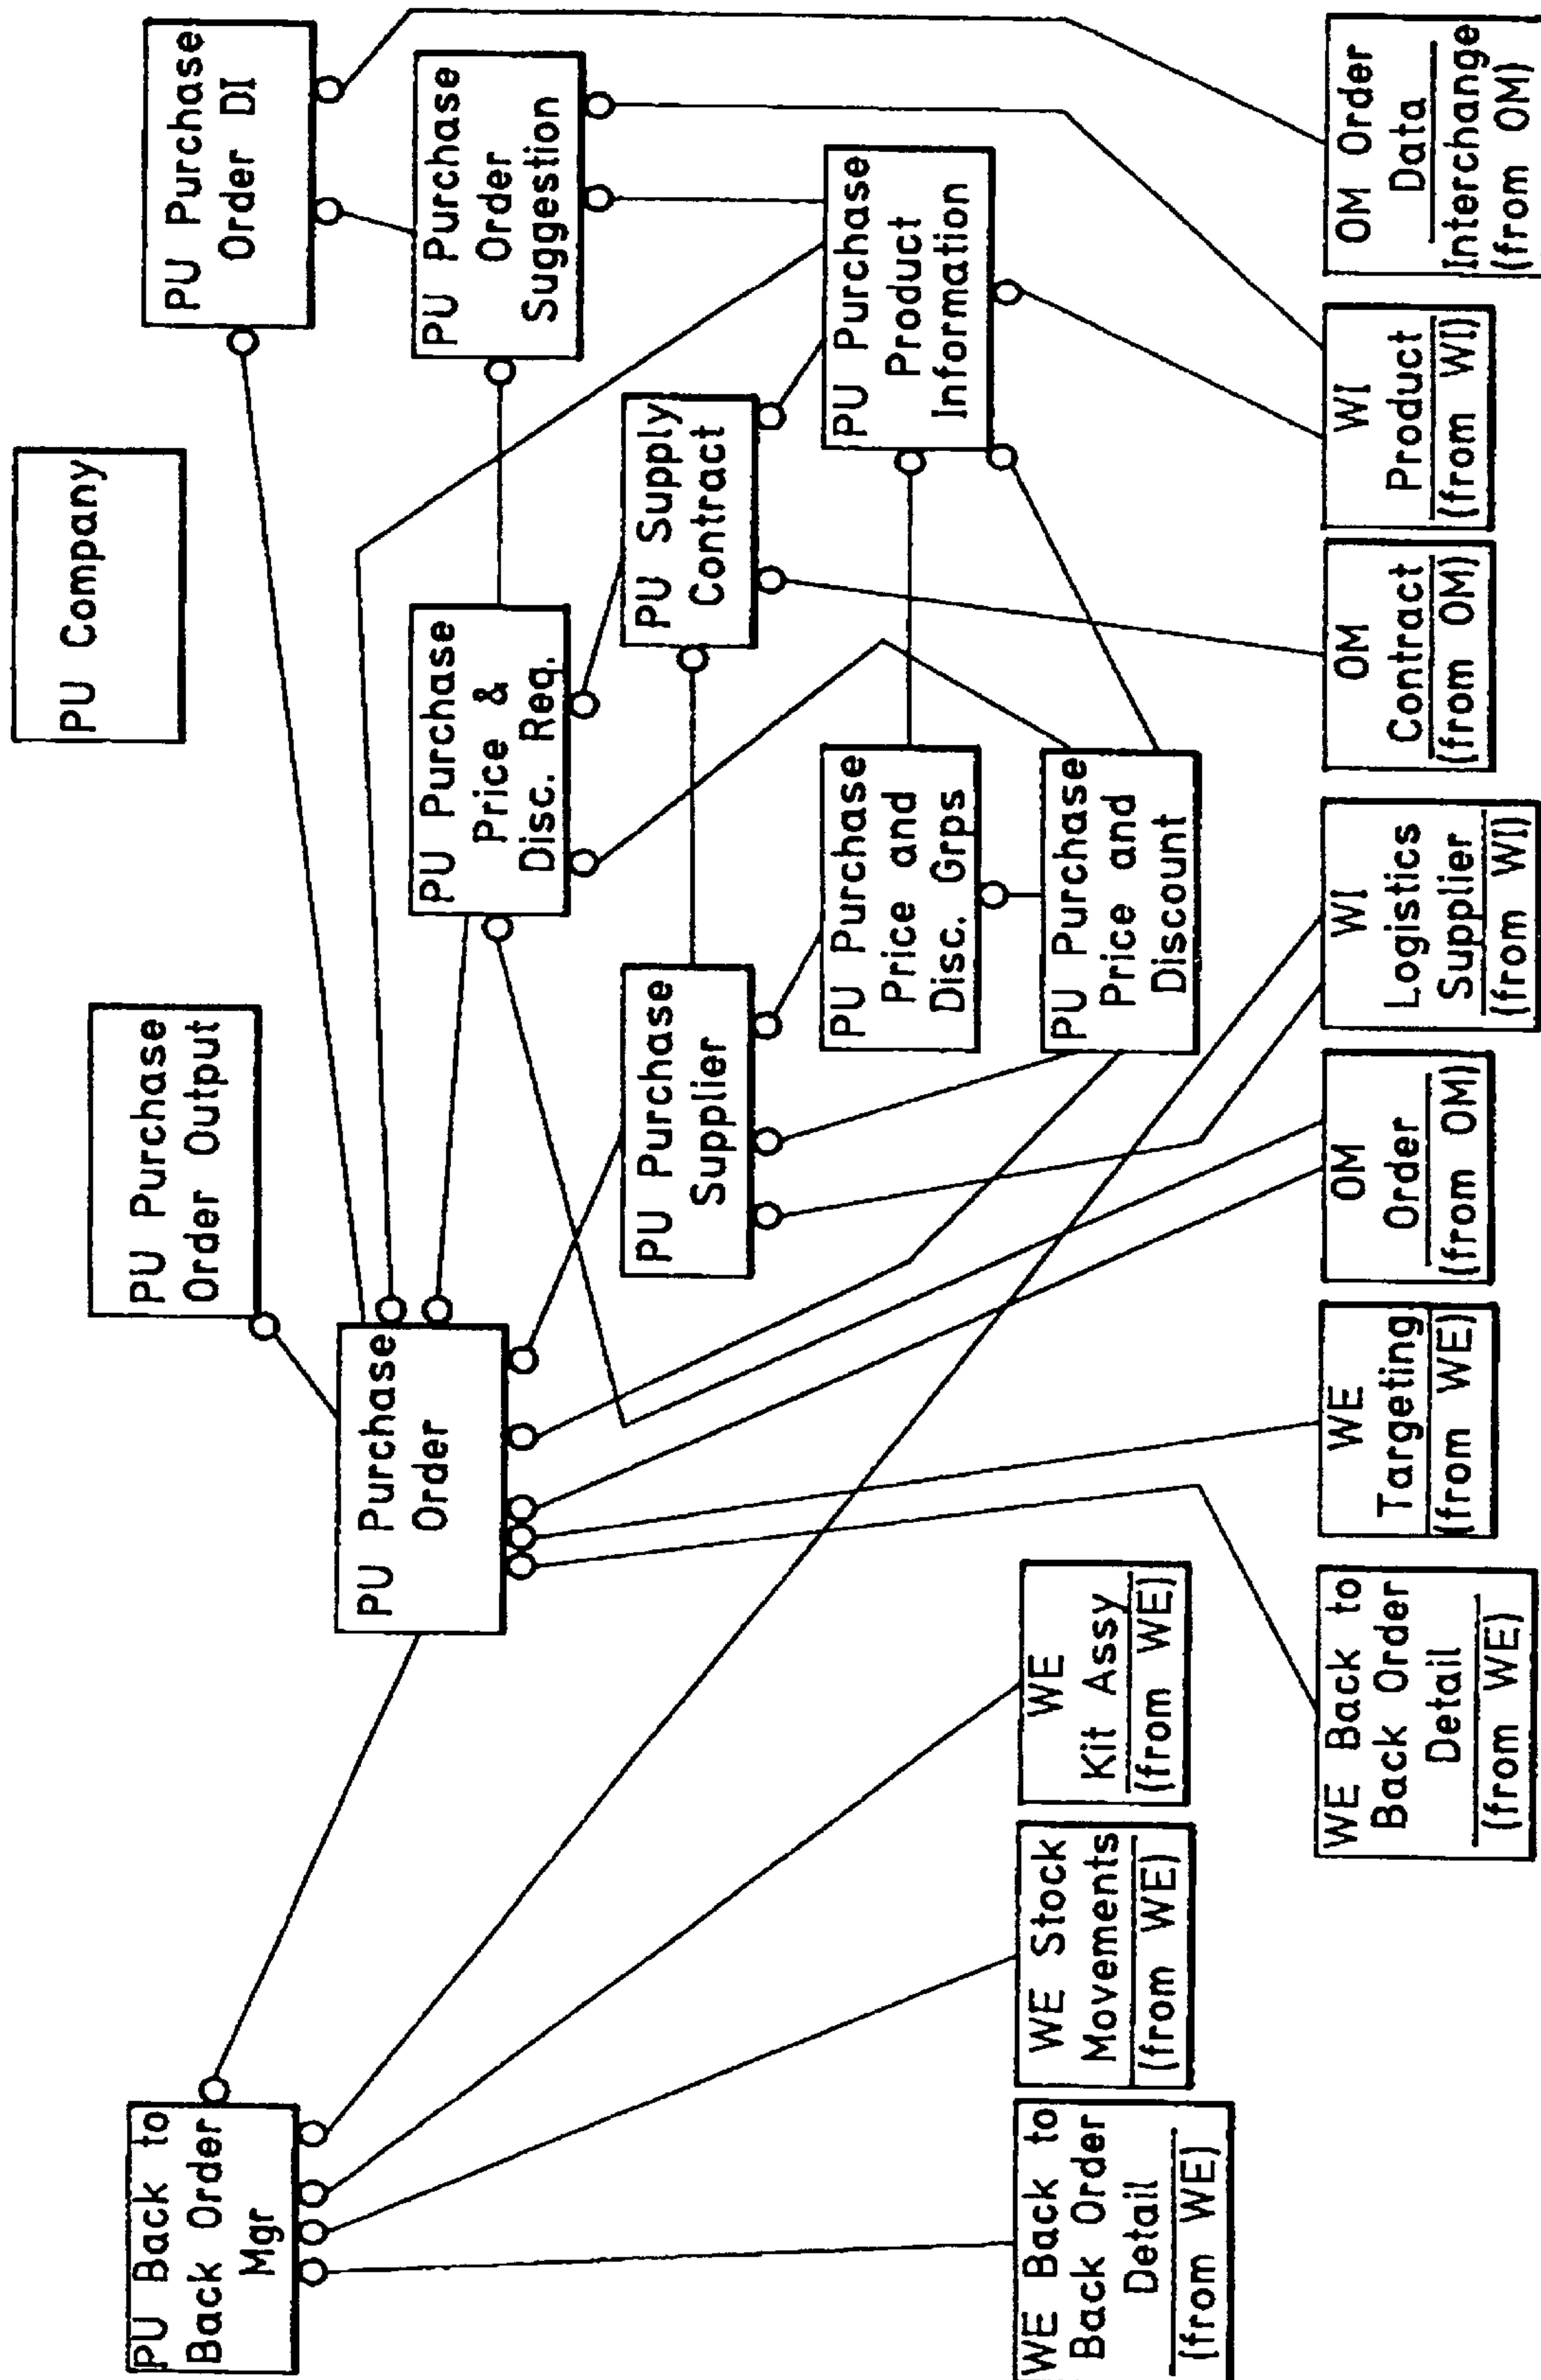 PU Company
PU Purchase
Order Output
PU Purchase
Order DI
PU Back to
Back Order
Mgr
PU Purchase
Order
PU Purchase
Price &
Disc. Req.
PU Purchase
Order
Suggestion
PU Purchase
Supplier
PU Supply
Contract
PU Purchase
Price and
Disc. Grps
PU Purchase
Product
Information
PU Purchase
Price and
Discount
WE Back to
Back Order
Detail
(from WE)
WE Stock
Movements
(from WE)
WE
Kit Assy
(from WE)
WE Back to
Back Order
Detail
(from WE)
WE
Targeting
(from WE)
OM
Order
(from OM)
WI
Logistics
Supplier
(from WI)
OM
Contract
(from OM)
WI
Product
(from WI)
OM Order
Data
Interchange
(from OM)